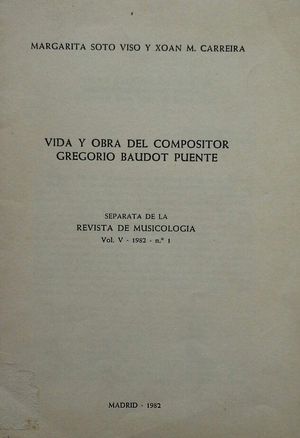 MARGARITA SOTO VISO Y XOAN M. CARREIRA
VIDA Y OBRA DEL COMPOSITOR
GREGORIO BAUDOT PUENTE
SEPARATA DE LA
REVISTA DE MUSICOLOGIA
Vol. V - 1982 - n.º 1
MADRID - 1982